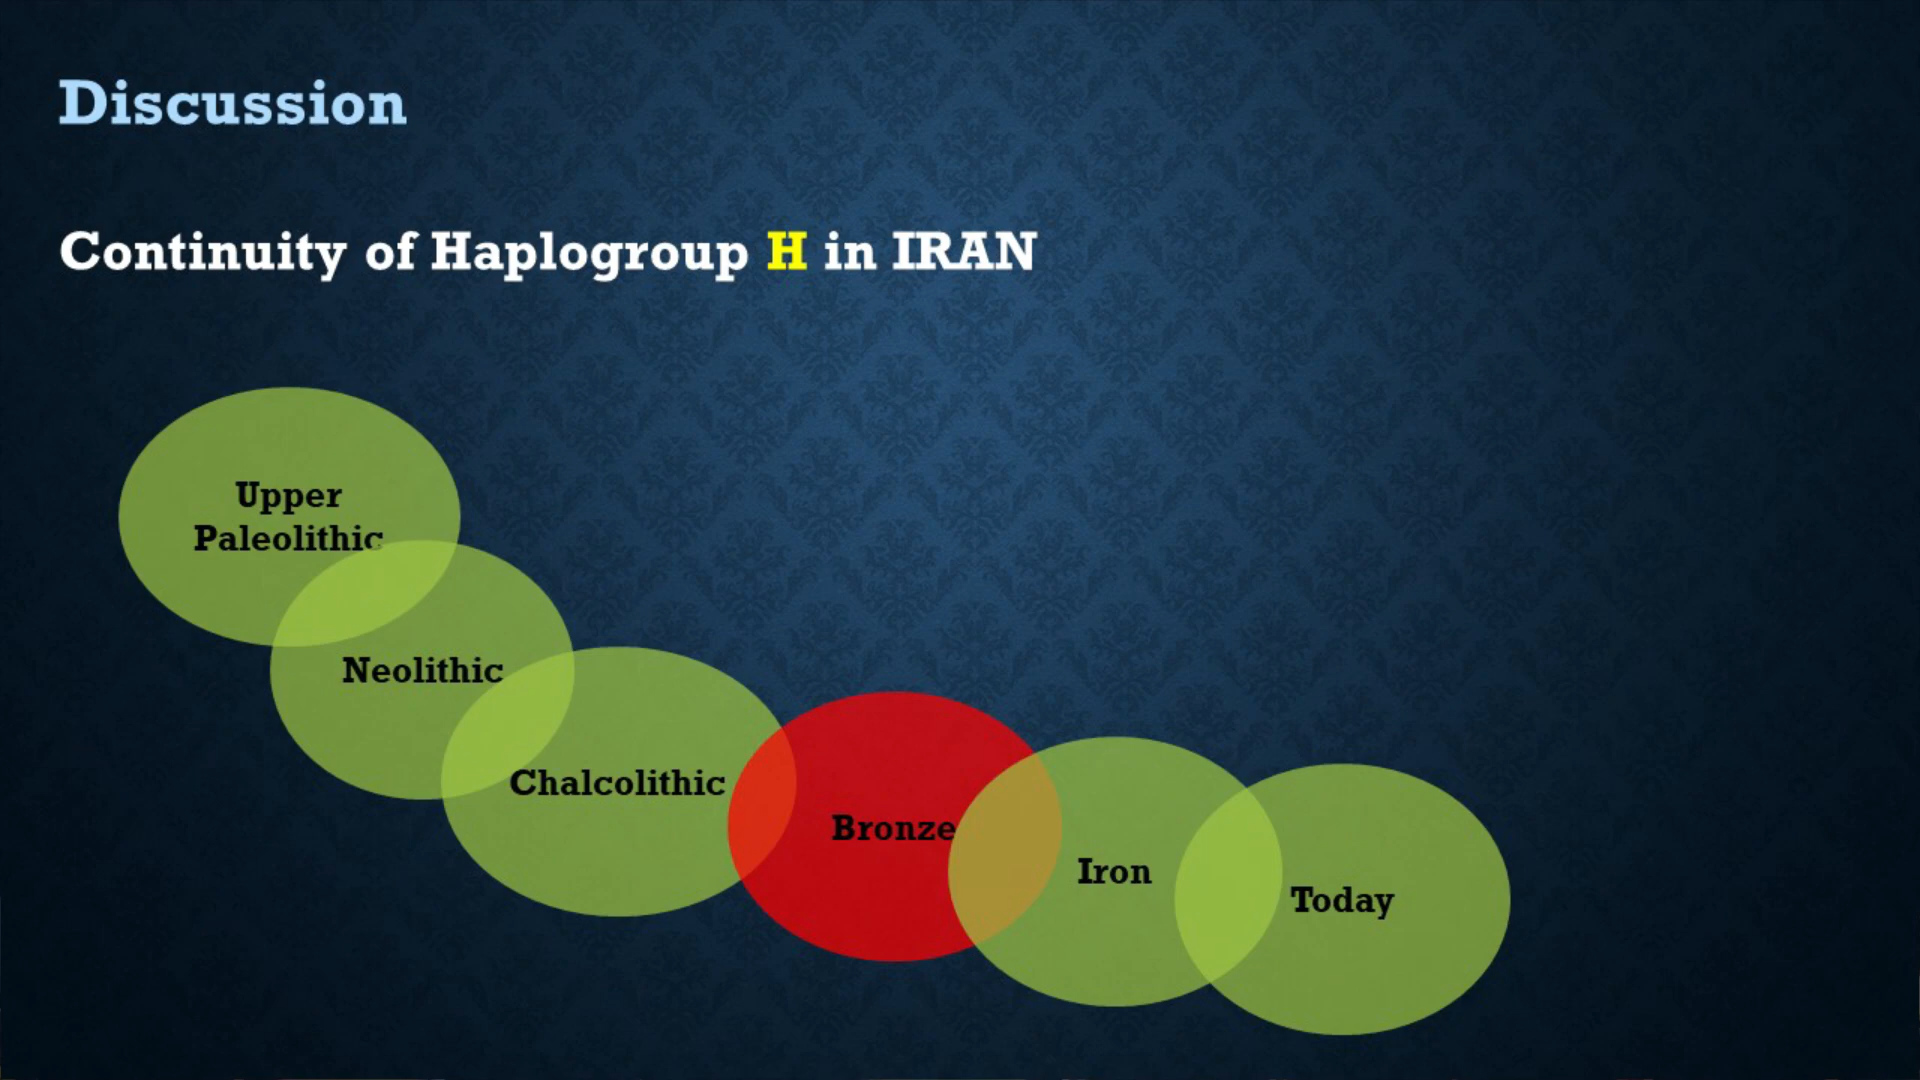 Discussion
Continuity of Haplogroup H in IRAN
Upper
Paleolithic
Neolithic
Chalcolithic
Bronze
Iron
Today